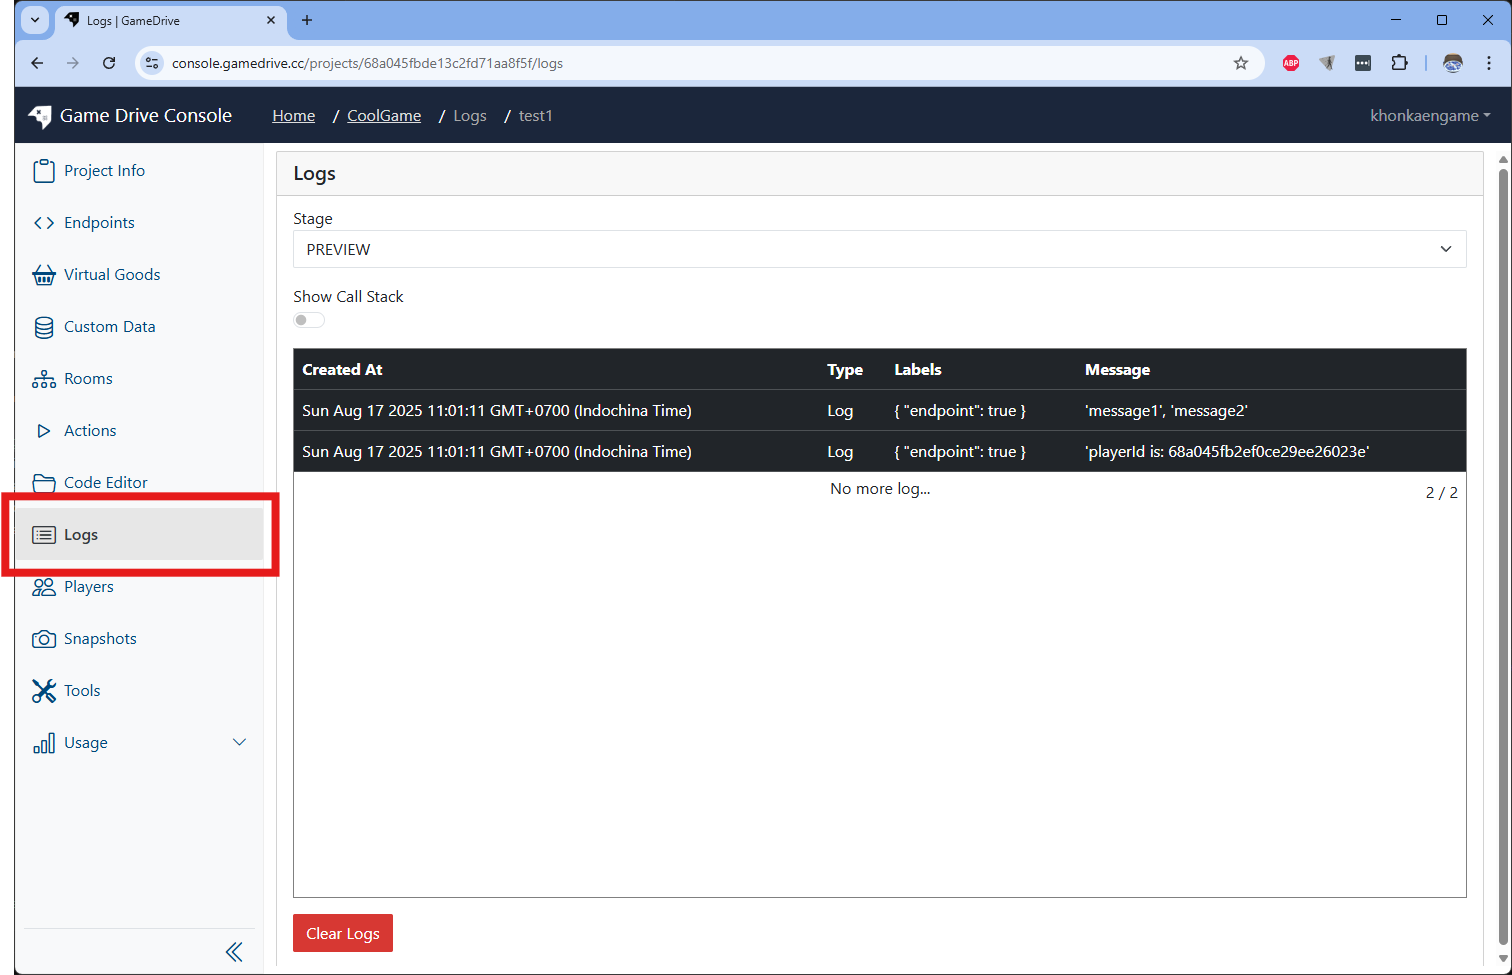 Logs | GameDrive
console.gamedrive.cc/projects/68a045fbde13c2fd71aa8f5f/logs
ABP
Game Drive Console
Home / CoolGame / Logs / test1
khonkaengame
Project Info
Endpoints
Virtual Goods
Custom Data
Rooms
Actions
Code Editor
Logs
Players
Snapshots
Tools
Usage
Logs
Stage
PREVIEW
Show Call Stack
Created At Type Labels Message
Sun Aug 17 2025 11:01:11 GMT+0700 (Indochina Time) Log { "endpoint": true } 'message1', 'message2'
Sun Aug 17 2025 11:01:11 GMT+0700 (Indochina Time) Log { "endpoint": true } 'playerId is: 68a045fb2ef0ce29ee26023e'
No more log...
2 / 2
Clear Logs